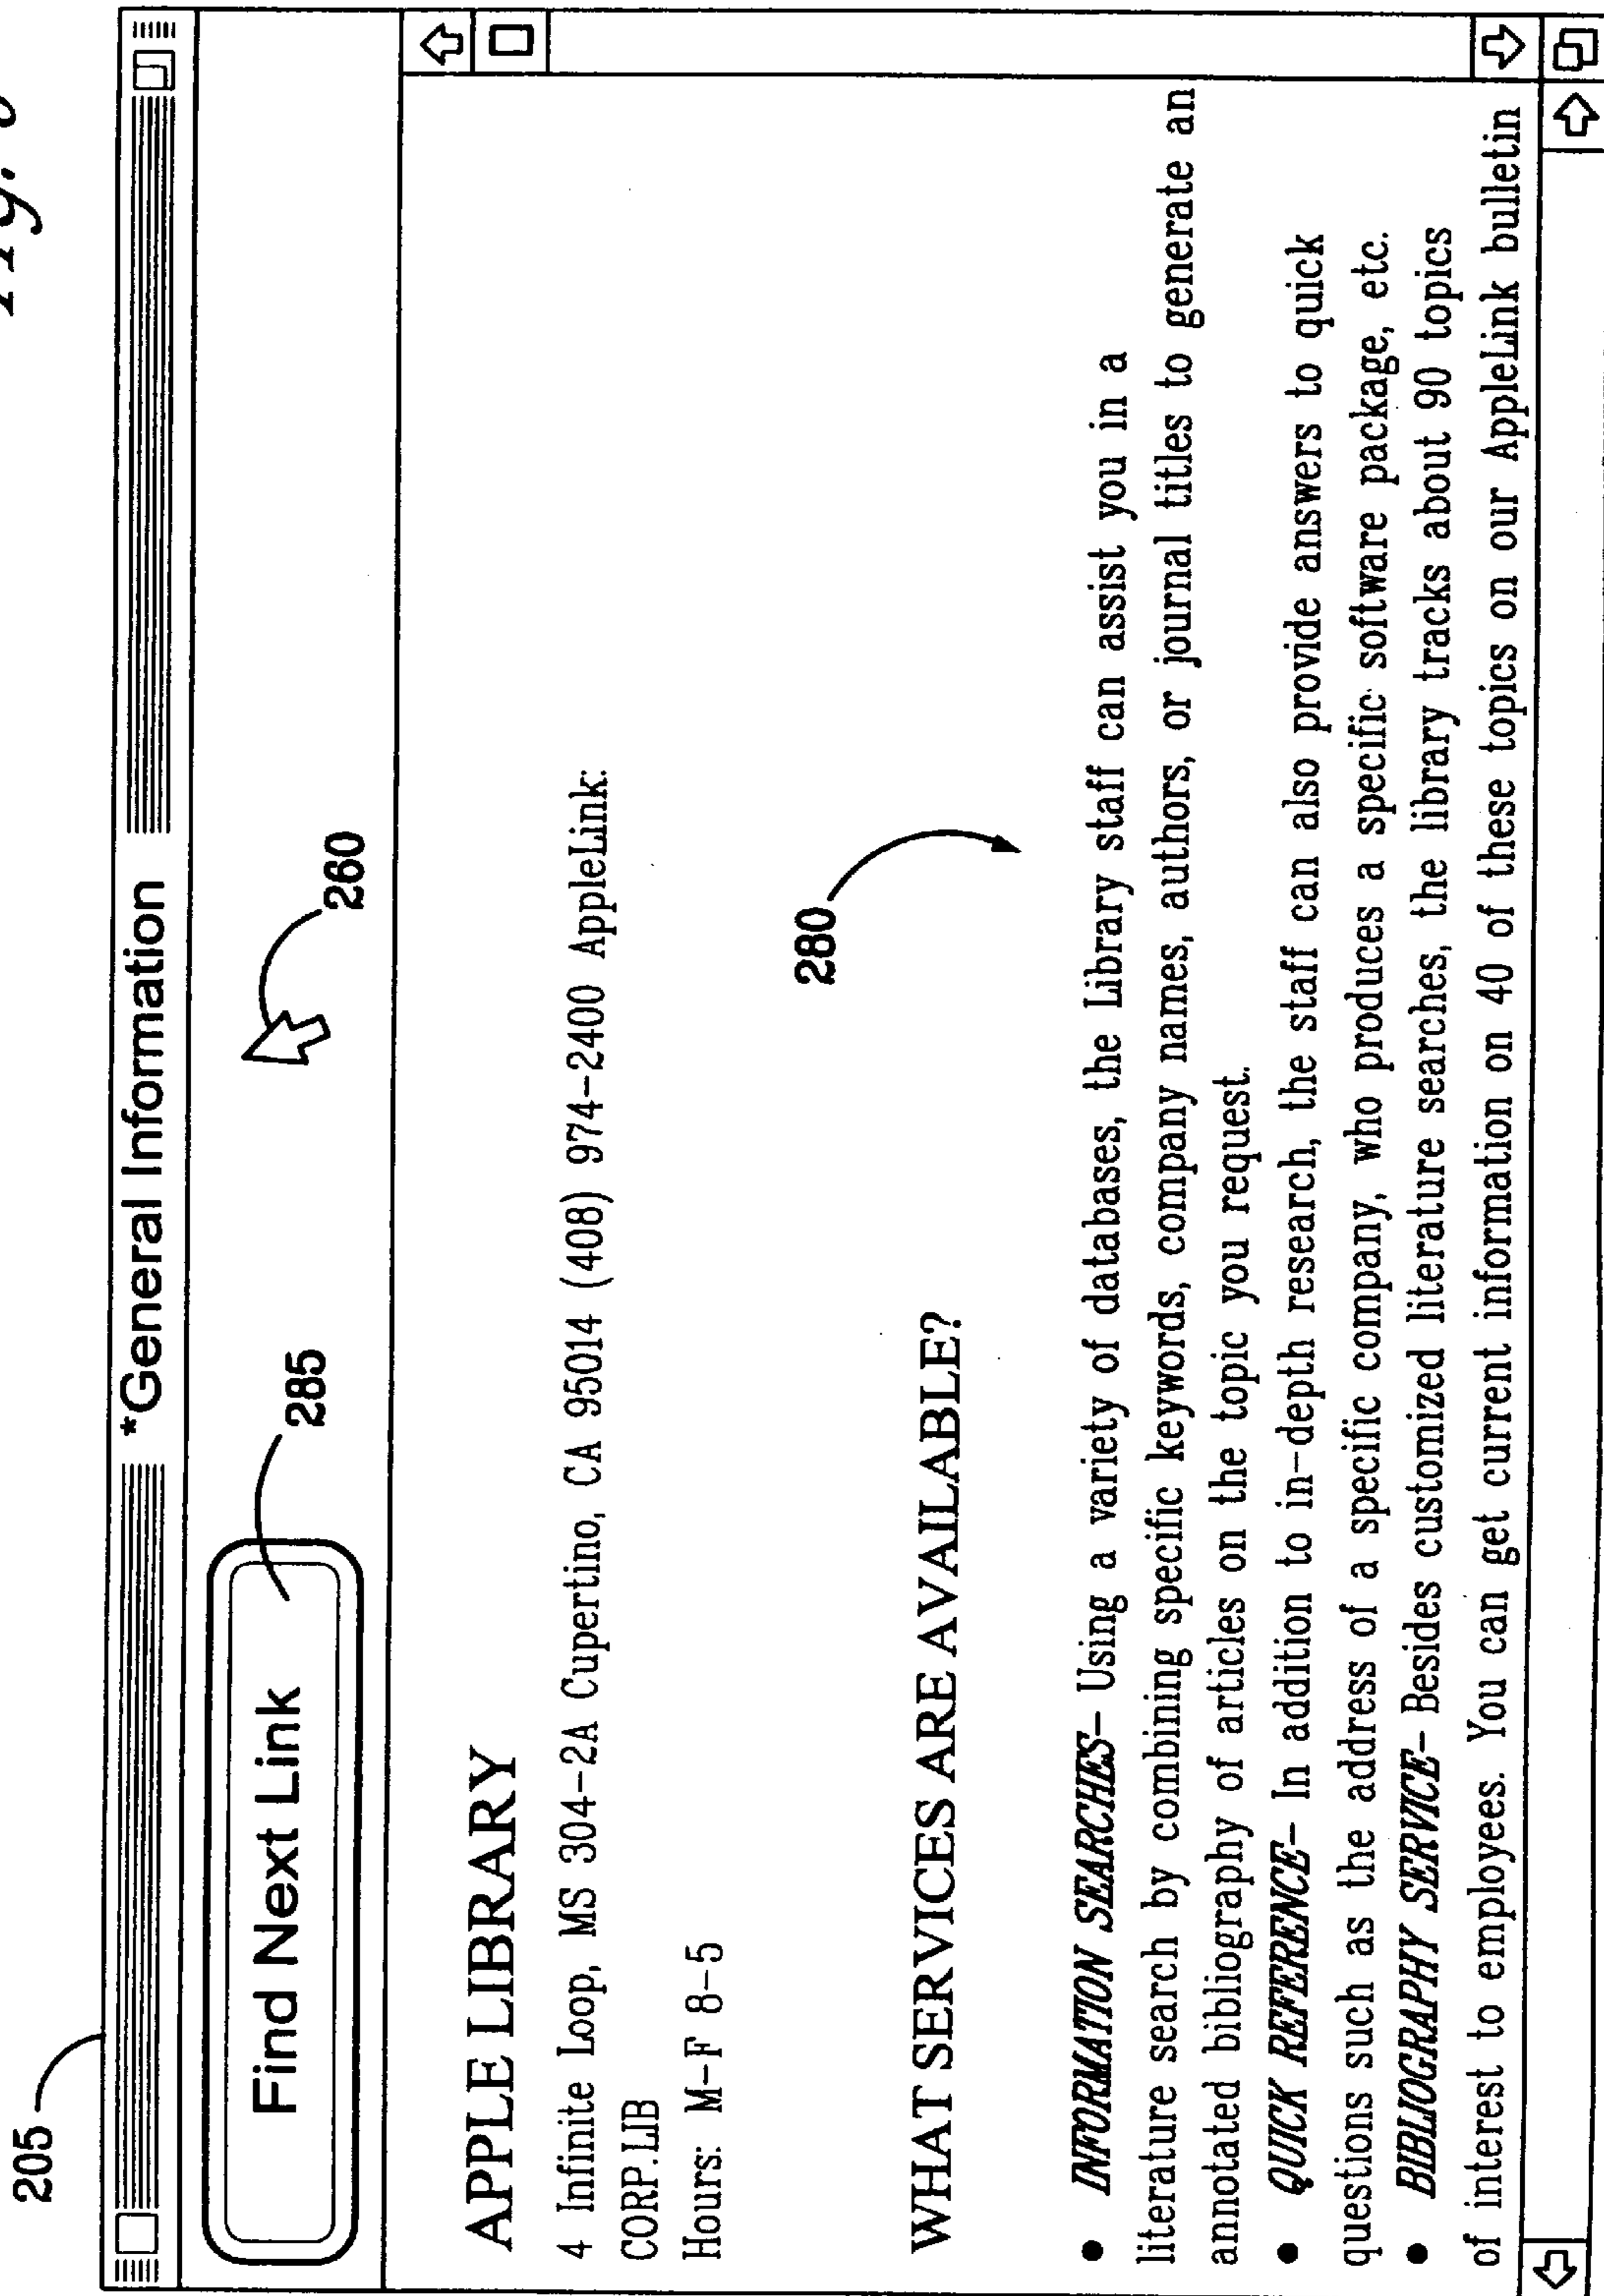 Fig.
205
*General Information
Find Next Link
285
260
APPLE LIBRARY
4 Infinite Loop, MS 304-2A Cupertino, CA 95014 (408) 974-2400 AppleLink:
CORP.LIB
Hours: M-F 8-5
280
WHAT SERVICES ARE AVAILABLE?
• INFORMATION SEARCHES- Using a variety of databases, the Library staff can assist you in a
literature search by combining specific keywords, company names, authors, or journal titles to generate an
annotated bibliography of articles on the topic you request.
• QUICK REFERENCE- In addition to in-depth research, the staff can also provide answers to quick
questions such as the address of a specific company, who produces a specific software package, etc.
• BIBLIOGRAPHY SERVICE- Besides customized literature searches, the library tracks about 90 topics
of interest to employees. You can get current information on 40 of these topics on our AppleLink bulletin